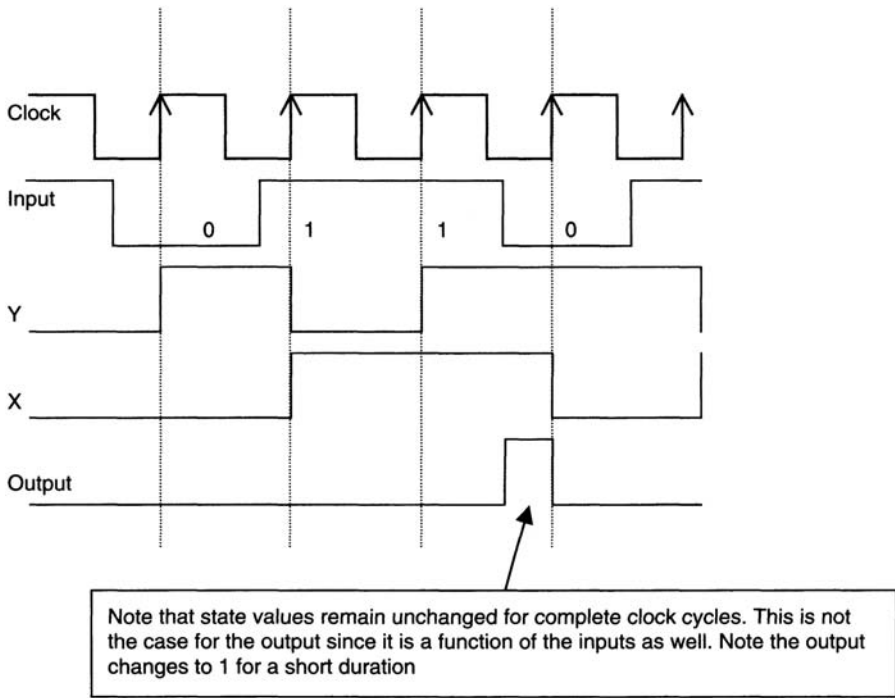 Clock
Input
0 1 1 0
Y
X
Output
Note that state values remain unchanged for complete clock cycles. This is not
the case for the output since it is a function of the inputs as well. Note the output
changes to 1 for a short duration